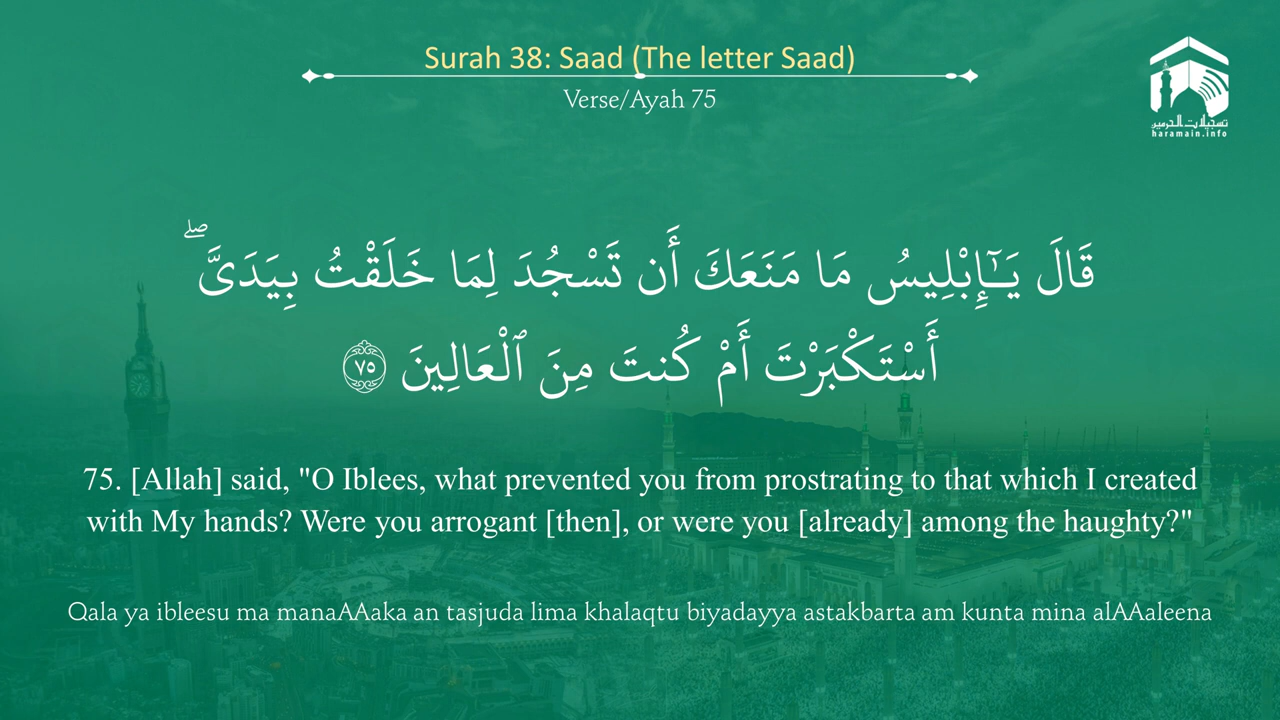 Surah 38: Saad (The letter Saad)
Verse/Ayah 75
تسجيلات الحرمين
haramain.info
قَالَ يَـٰٓإِبْلِيسُ مَا مَنَعَكَ أَن تَسْجُدَ لِمَا خَلَقْتُ بِيَدَىَّ ۖ
أَسْتَكْبَرْتَ أَمْ كُنتَ مِنَ ٱلْعَالِينَ ٧٥
75. [Allah] said, "O Iblees, what prevented you from prostrating to that which I created
with My hands? Were you arrogant [then], or were you [already] among the haughty?"
Qala ya ibleesu ma manaAAaka an tasjuda lima khalaqtu biyadayya astakbarta am kunta mina alAAaleena